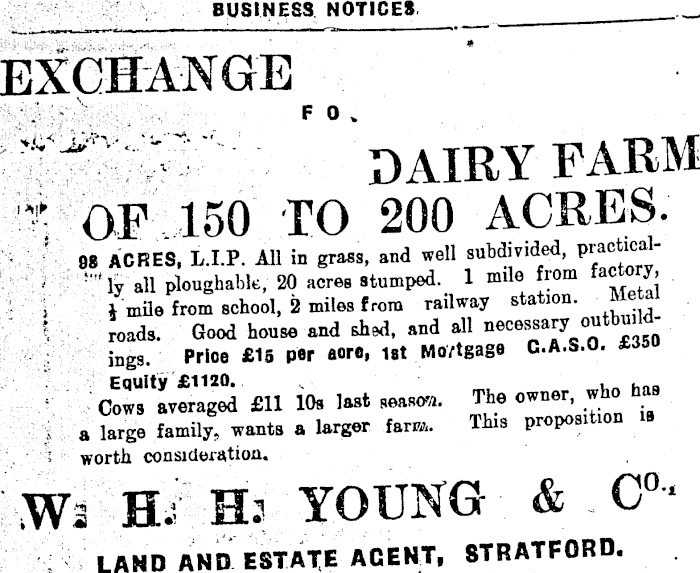 BUSINESS NOTICES.
EXCHANGE
FO
DAIRY FARM
OF 150 TO 200 ACRES.
98 ACRES, L.I.P. All in grass, and well subdivided, practical-
ly all ploughable, 20 acres stumped. 1 mile from factory,
½ mile from school, 2 miles from railway station. Metal
roads. Good house and shed, and all necessary outbuild-
ings. Price £15 per acre, 1st Mortgage C.A.S.O. £350
Equity £1120.
Cows averaged £11 10s last season. The owner, who has
a large family, wants a larger farm. This proposition is
worth consideration.
W. H. H. YOUNG & CO.,
LAND AND ESTATE AGENT, STRATFORD.